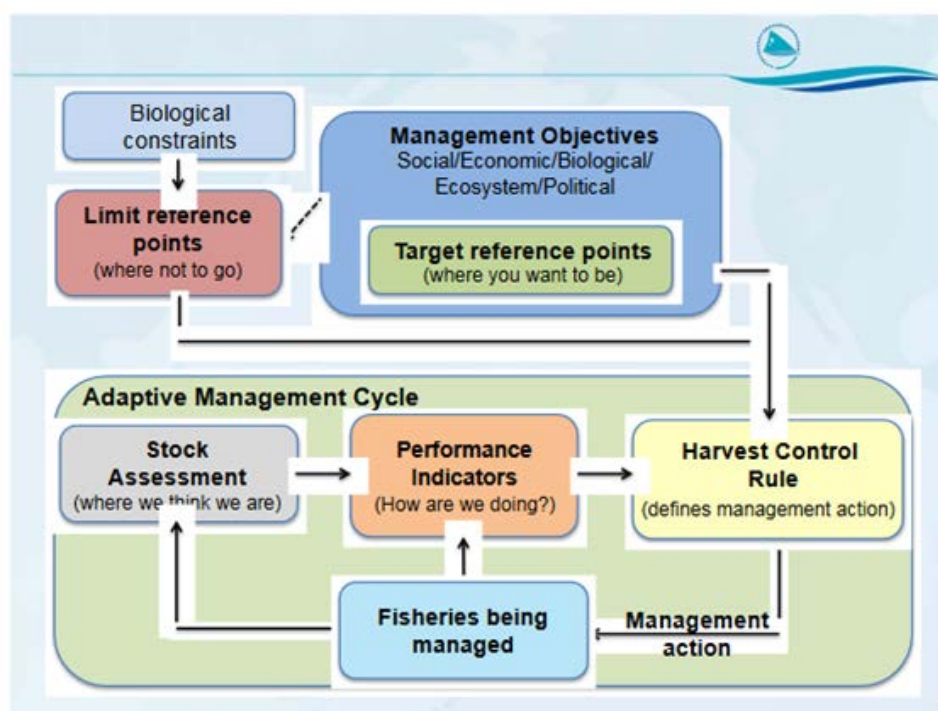 Biological
constraints
Management Objectives
Social/Economic/Biological/
Ecosystem/Political
Limit reference
points
(where not to go)
Target reference points
(where you want to be)
Adaptive Management Cycle
Stock
Assessment
(where we think we are)
Performance
Indicators
(How are we doing?)
Harvest Control
Rule
(defines management action)
Fisheries being
managed
Management
action